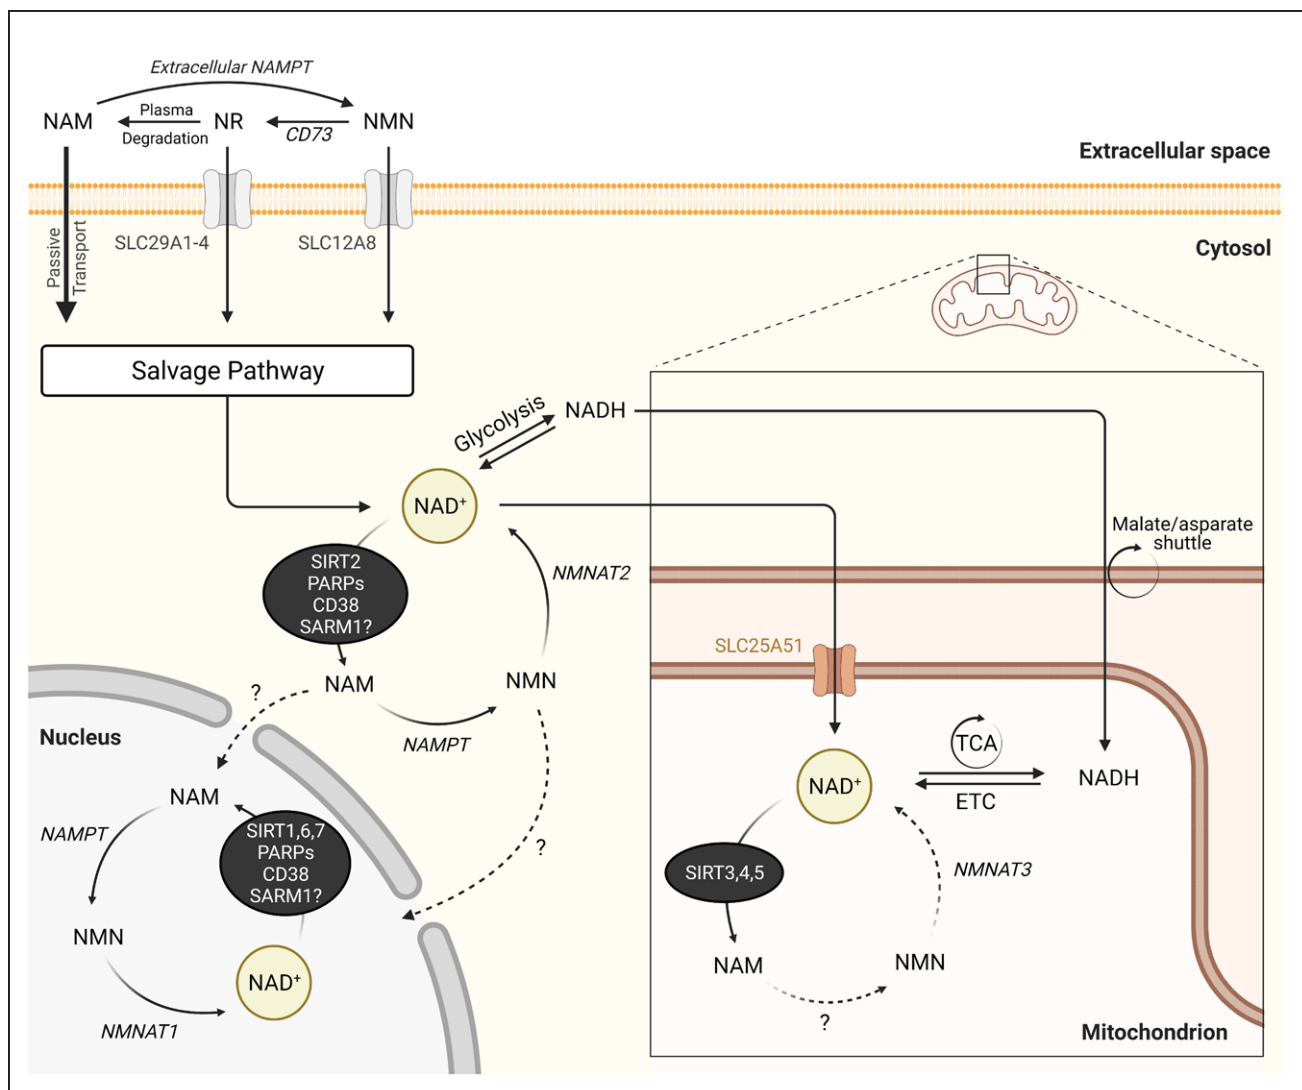 Extracellular NAMPT
NAM
Plasma
Degradation
NR
CD73
NMN
Extracellular space
Passive
Transport
SLC29A1-4
SLC12A8
Cytosol
Salvage Pathway
Glycolysis
NADH
NAD+
Malate/asparate
shuttle
SIRT2
PARPs
CD38
SARM1?
NMNAT2
SLC25A51
NAM
NMN
?
NAMPT
Nucleus
NAM
NAMPT
SIRT1,6,7
PARPs
CD38
SARM1?
?
NMN
NAD+
NMNAT1
TCA
NAD+
ETC
NADH
SIRT3,4,5
NMNAT3
NAM
NMN
?
Mitochondrion